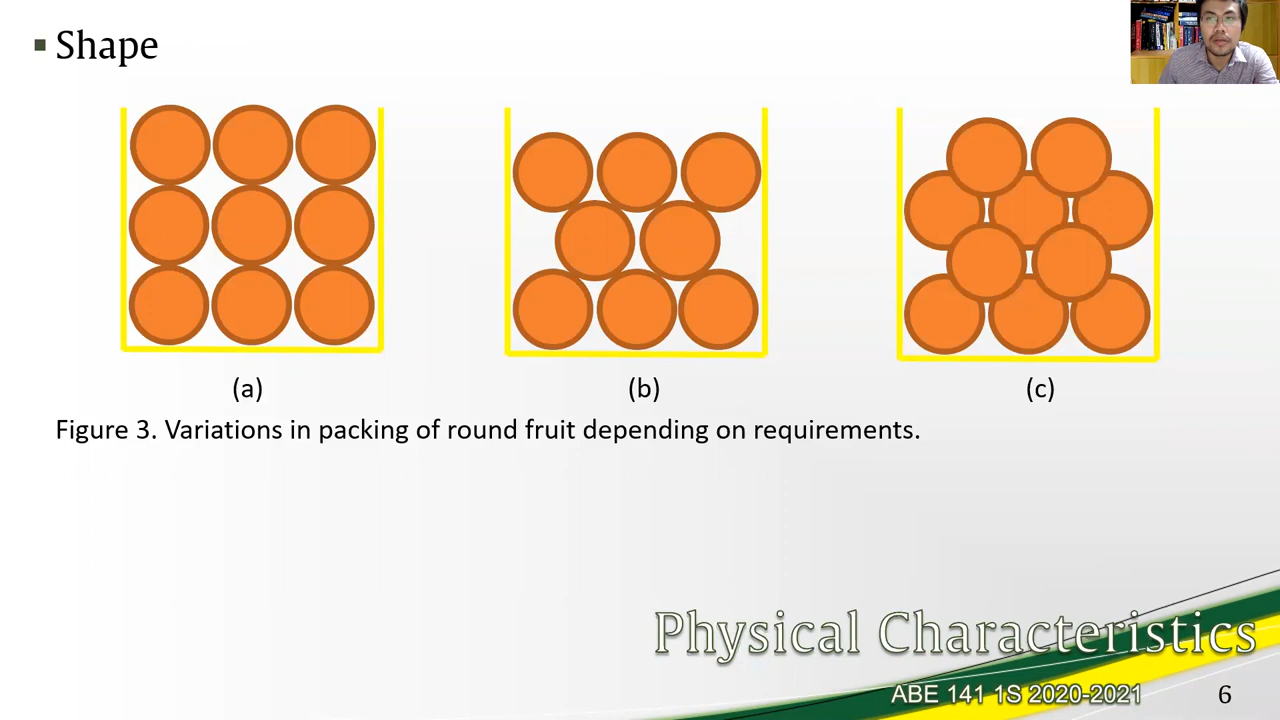 Shape
(a)
(b)
(c)
Figure 3. Variations in packing of round fruit depending on requirements.
Physical Characteristics
ABE 141 1S 2020-2021
6